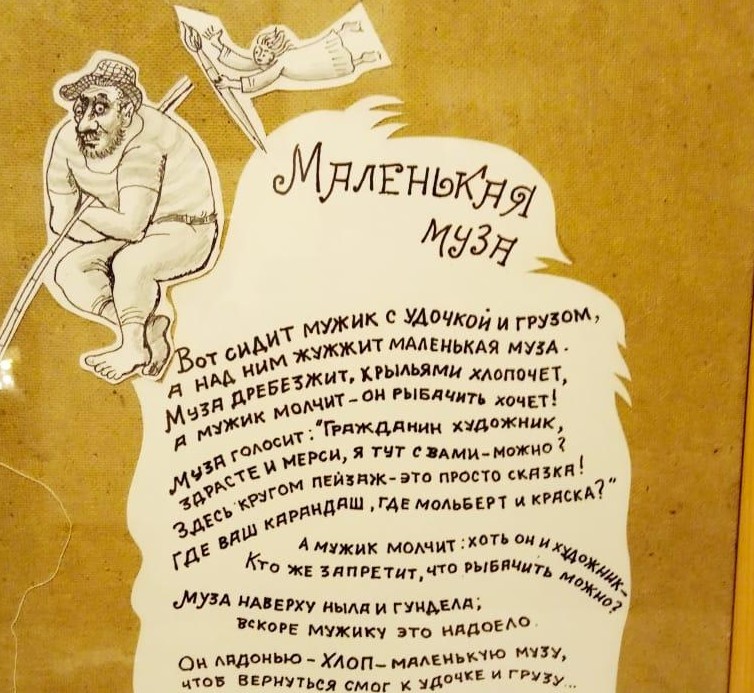 Маленькая
муза
Вот сидит мужик с удочкой и грузом,
а над ним жужжит маленькая муза.
Муза дребезжит, крыльями хлопочет,
а мужик молчит – он рыбачить хочет!
Муза голосит: "Гражданин художник,
здрасте и мерси, я тут с вами – можно?
Здесь кругом пейзаж – это просто сказка!
Где ваш карандаш, где мольберт и краска?"
А мужик молчит: хоть он и художник –
Кто же запретит, что рыбачить можно?
Муза наверху ныла и гундела;
вскоре мужику это надоело.
Он ладонью – хлоп – маленькую музу,
чтоб вернуться смог к удочке и грузу...